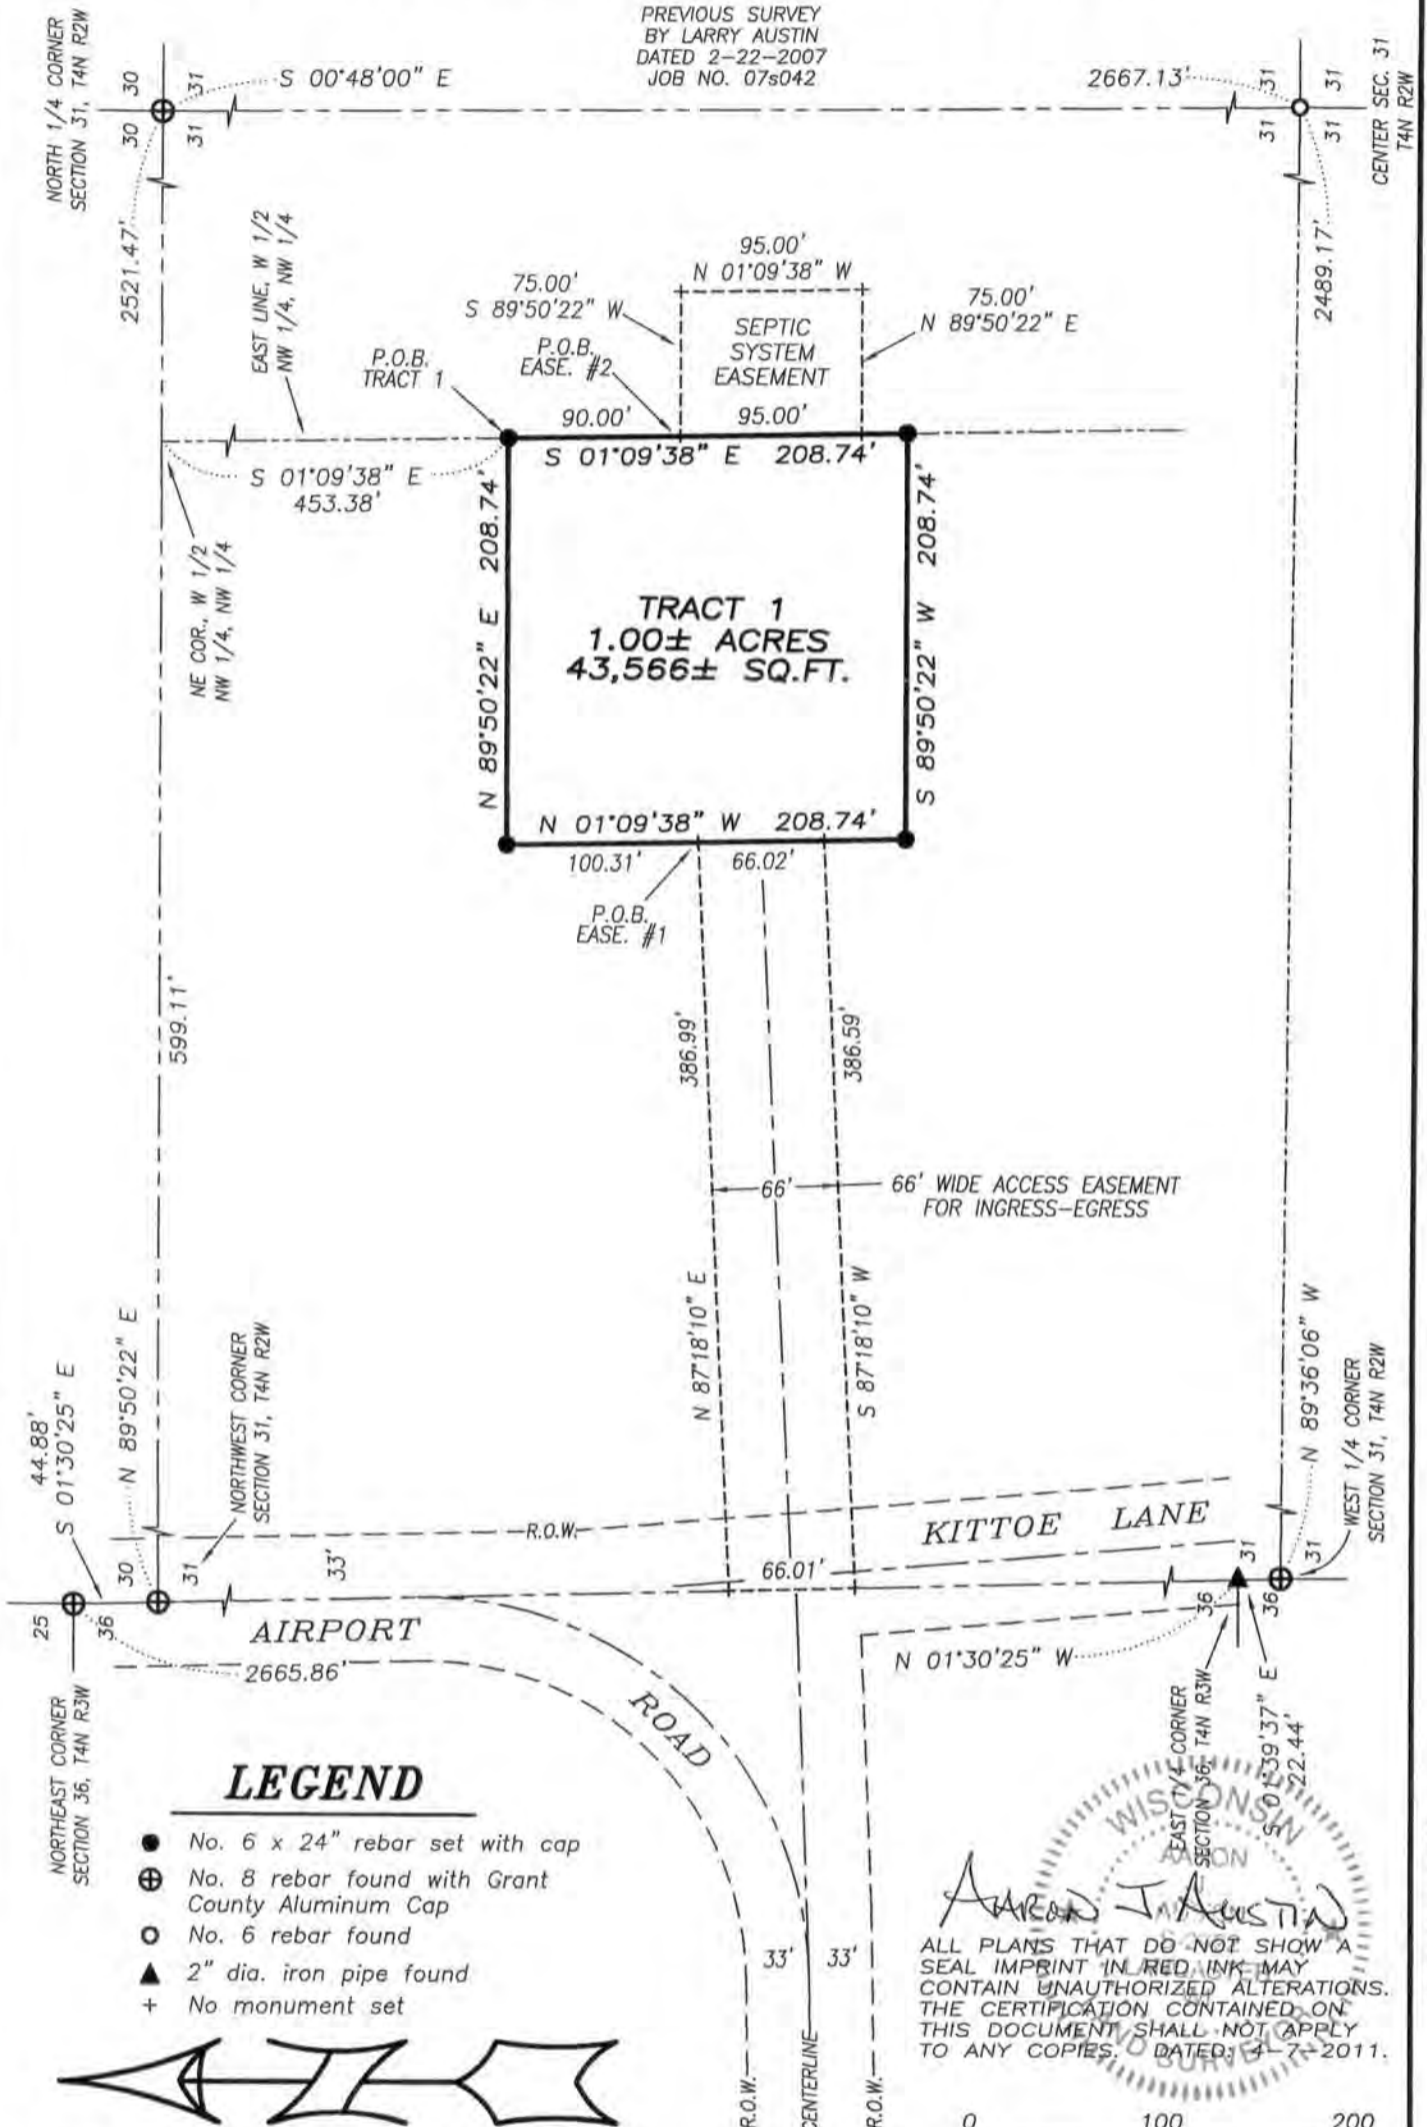 PREVIOUS SURVEY
BY LARRY AUSTIN
DATED 2-22-2007
JOB NO. 07s042
NORTH 1/4 CORNER
SECTION 31, T4N R2W
30
31
30
31
S 00°48'00" E
2667.13'
31
31
31
31
CENTER SEC. 31
T4N R2W
2521.47'
2489.17'
EAST LINE, W 1/2
NW 1/4, NW 1/4
95.00'
N 01°09'38" W
75.00'
S 89°50'22" W
75.00'
N 89°50'22" E
SEPTIC
SYSTEM
EASEMENT
P.O.B.
EASE. #2
P.O.B.
TRACT 1
90.00'
95.00'
S 01°09'38" E 208.74'
S 01°09'38" E
453.38'
NE COR., W 1/2
NW 1/4, NW 1/4
N 89°50'22" E 208.74'
S 89°50'22" W 208.74'
TRACT 1
1.00± ACRES
43,566± SQ.FT.
N 01°09'38" W 208.74'
100.31'
66.02'
P.O.B.
EASE. #1
599.11'
386.99'
386.59'
66'
66' WIDE ACCESS EASEMENT
FOR INGRESS-EGRESS
N 87°18'10" E
S 87°18'10" W
44.88'
S 01°30'25" E
N 89°50'22" E
NORTHWEST CORNER
SECTION 31, T4N R2W
N 89°36'06" W
WEST 1/4 CORNER
SECTION 31, T4N R2W
R.O.W.
KITTOE LANE
33'
66.01'
30
31
25
36
31
31
36
36
AIRPORT
ROAD
2665.86'
N 01°30'25" W
NORTHEAST CORNER
SECTION 36, T4N R3W
EAST 1/4 CORNER
SECTION 36, T4N R3W
S 01°39'37" E
22.44'
LEGEND
No. 6 x 24" rebar set with cap
No. 8 rebar found with Grant
County Aluminum Cap
No. 6 rebar found
2" dia. iron pipe found
+ No monument set
WISCONSIN
AARON
LAND SURVEYOR
Aaron J. Austin
33'
33'
ALL PLANS THAT DO NOT SHOW A
SEAL IMPRINT IN RED INK MAY
CONTAIN UNAUTHORIZED ALTERATIONS.
THE CERTIFICATION CONTAINED ON
THIS DOCUMENT SHALL NOT APPLY
TO ANY COPIES. DATED: 4-7-2011.
R.O.W.
CENTERLINE
R.O.W.
N
0
100
200